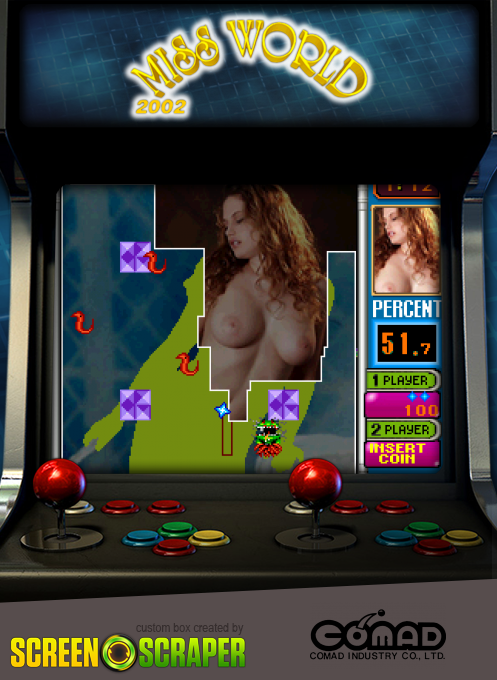 MISS WORLD
2002
1:12
PERCENT
51.7
1 PLAYER
100
2 PLAYER
INSERT
COIN
custom box created by
SCREEN SCRAPER
COMAD
COMAD INDUSTRY CO., LTD.